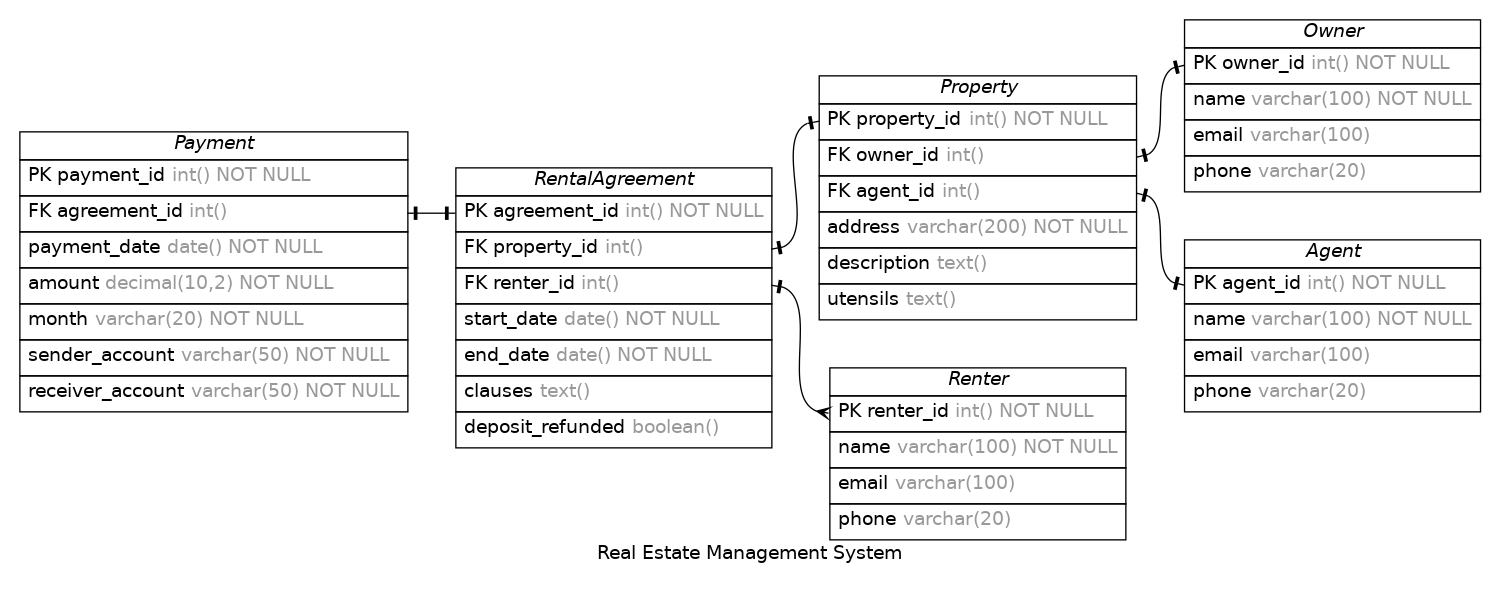 Payment
PK payment_id int() NOT NULL
FK agreement_id int()
payment_date date() NOT NULL
amount decimal(10,2) NOT NULL
month varchar(20) NOT NULL
sender_account varchar(50) NOT NULL
receiver_account varchar(50) NOT NULL
RentalAgreement
PK agreement_id int() NOT NULL
FK property_id int()
FK renter_id int()
start_date date() NOT NULL
end_date date() NOT NULL
clauses text()
deposit_refunded boolean()
Property
PK property_id int() NOT NULL
FK owner_id int()
FK agent_id int()
address varchar(200) NOT NULL
description text()
utensils text()
Renter
PK renter_id int() NOT NULL
name varchar(100) NOT NULL
email varchar(100)
phone varchar(20)
Owner
PK owner_id int() NOT NULL
name varchar(100) NOT NULL
email varchar(100)
phone varchar(20)
Agent
PK agent_id int() NOT NULL
name varchar(100) NOT NULL
email varchar(100)
phone varchar(20)
Real Estate Management System